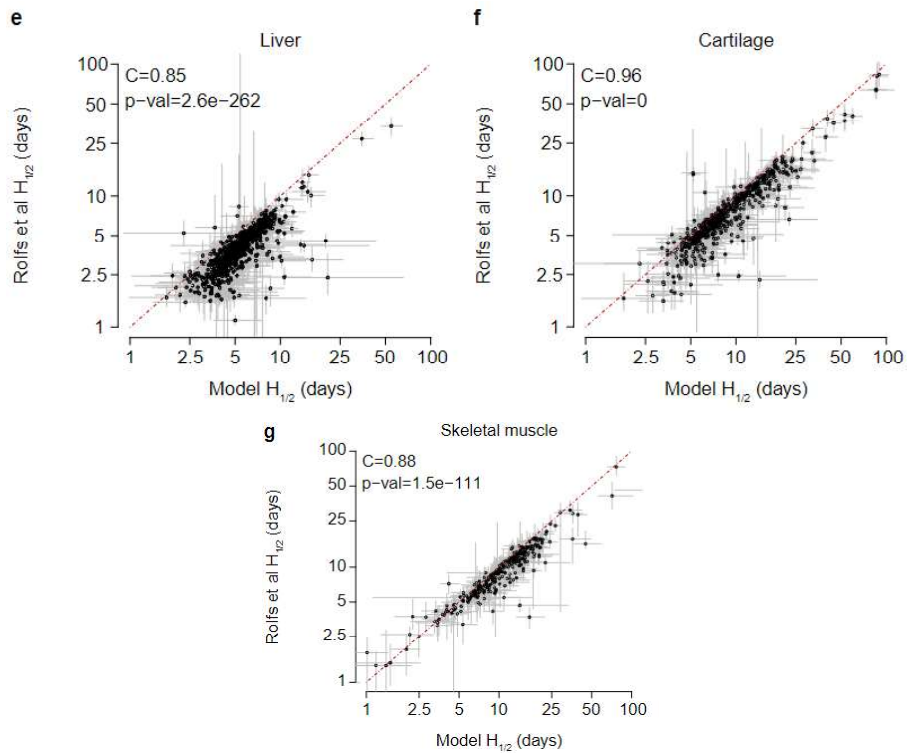 e
Liver
C=0.85
p-val=2.6e-262
100
50
25
10
5
2.5
1
Rolfs et al H1/2 (days)
1
2.5
5
10
25
50
100
Model H1/2 (days)
f
Cartilage
C=0.96
p-val=0
100
50
25
10
5
2.5
1
Rolfs et al H1/2 (days)
1
2.5
5
10
25
50
100
Model H1/2 (days)
g
Skeletal muscle
C=0.88
p-val=1.5e-111
100
50
25
10
5
2.5
1
Rolfs et al H1/2 (days)
1
2.5
5
10
25
50
100
Model H1/2 (days)